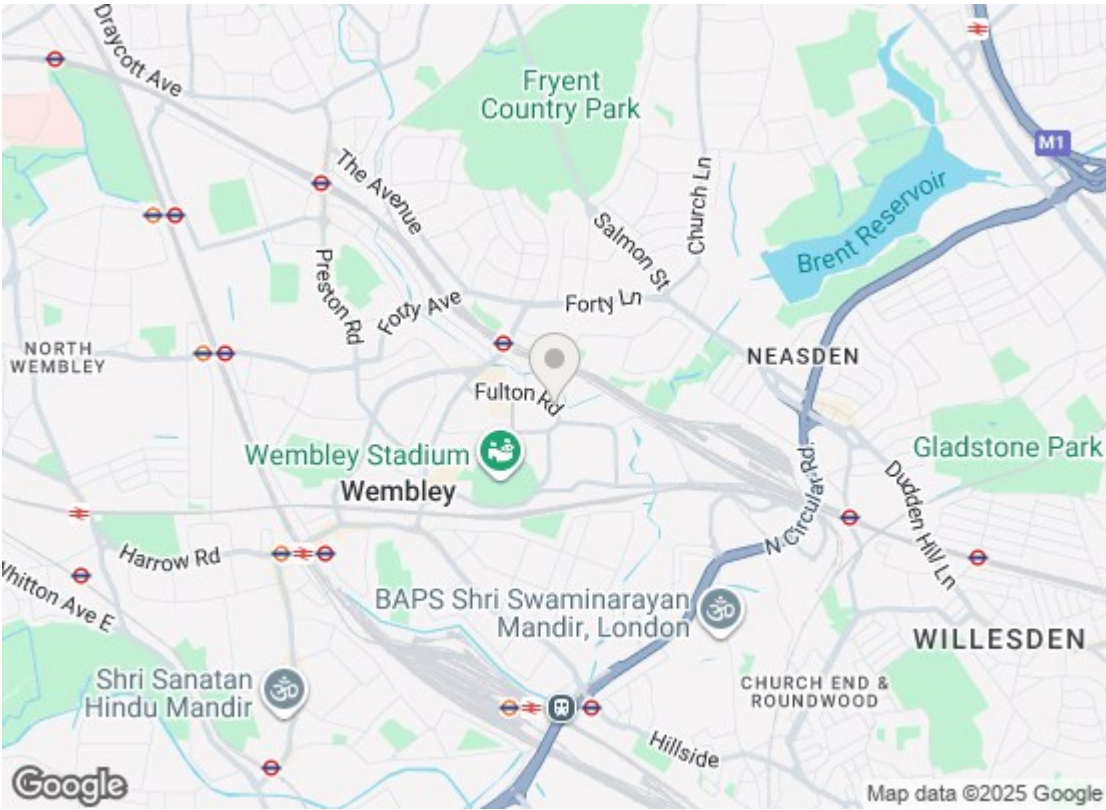 Draycott Ave
Fryent
Country Park
M1
The Avenue
Church Ln
Salmon St
Brent Reservoir
Preston Rd
Forty Ave
Forty Ln
NORTH
WEMBLEY
NEASDEN
Fulton Rd
Wembley Stadium
Wembley
Gladstone Park
Dudden Hill Ln
N Circular Rd.
Harrow Rd
Whitton Ave E
BAPS Shri Swaminarayan
Mandir, London
WILLESDEN
Shri Sanatan
Hindu Mandir
CHURCH END &
ROUNDWOOD
Hillside
Google
Map data ©2025 Google